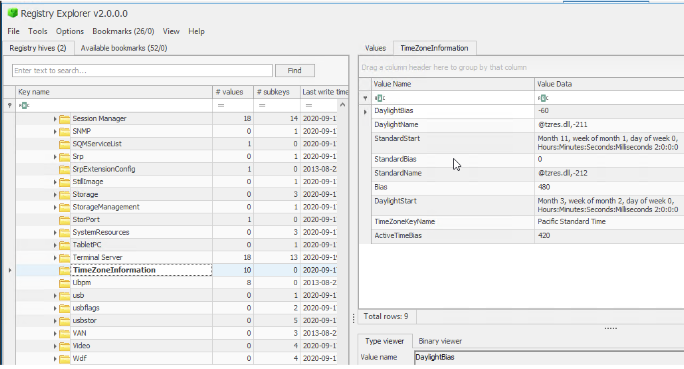 Registry Explorer v2.0.0.0
File Tools Options Bookmarks (26/0) View Help
Registry hives (2) Available bookmarks (52/0)
Enter text to search... Find
Key name # values # subkeys Last write time
= =
Session Manager 18 14 2020-09-1
SNMP 0 1 2020-09-1
SQMServiceList 1 0 2020-09-1
Srp 0 1 2020-09-1
SrpExtensionConfig 1 0 2013-08-2
StillImage 0 1 2020-09-1
Storage 0 3 2020-09-1
StorageManagement 0 1 2020-09-1
StorPort 1 0 2020-09-1
SystemResources 0 3 2020-09-1
TabletPC 0 1 2020-09-1
Terminal Server 18 13 2020-09-1
TimeZoneInformation 10 0 2020-09-1
Ubpm 8 0 2013-08-2
usb 0 1 2020-09-1
usbflags 0 2 2020-09-1
usbstor 0 5 2020-09-1
VAN 0 3 2013-08-2
Video 0 4 2020-09-1
Wdf 0 4 2020-09-1
Values TimeZoneInformation
Drag a column header here to group by that column
Value Name Value Data
DaylightBias -60
DaylightName @tzres.dll,-211
StandardStart Month 11, week of month 1, day of week 0,
Hours:Minutes:Seconds:Miliseconds 2:0:0:0
StandardBias 0
StandardName @tzres.dll,-212
Bias 480
DaylightStart Month 3, week of month 2, day of week 0,
Hours:Minutes:Seconds:Miliseconds 2:0:0:0
TimeZoneKeyName Pacific Standard Time
ActiveTimeBias 420
Total rows: 9
Type viewer Binary viewer
Value name DaylightBias